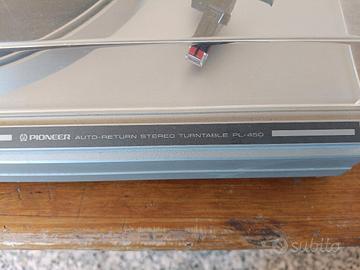 PIONEER AUTO-RETURN STEREO TURNTABLE PL-450
subito